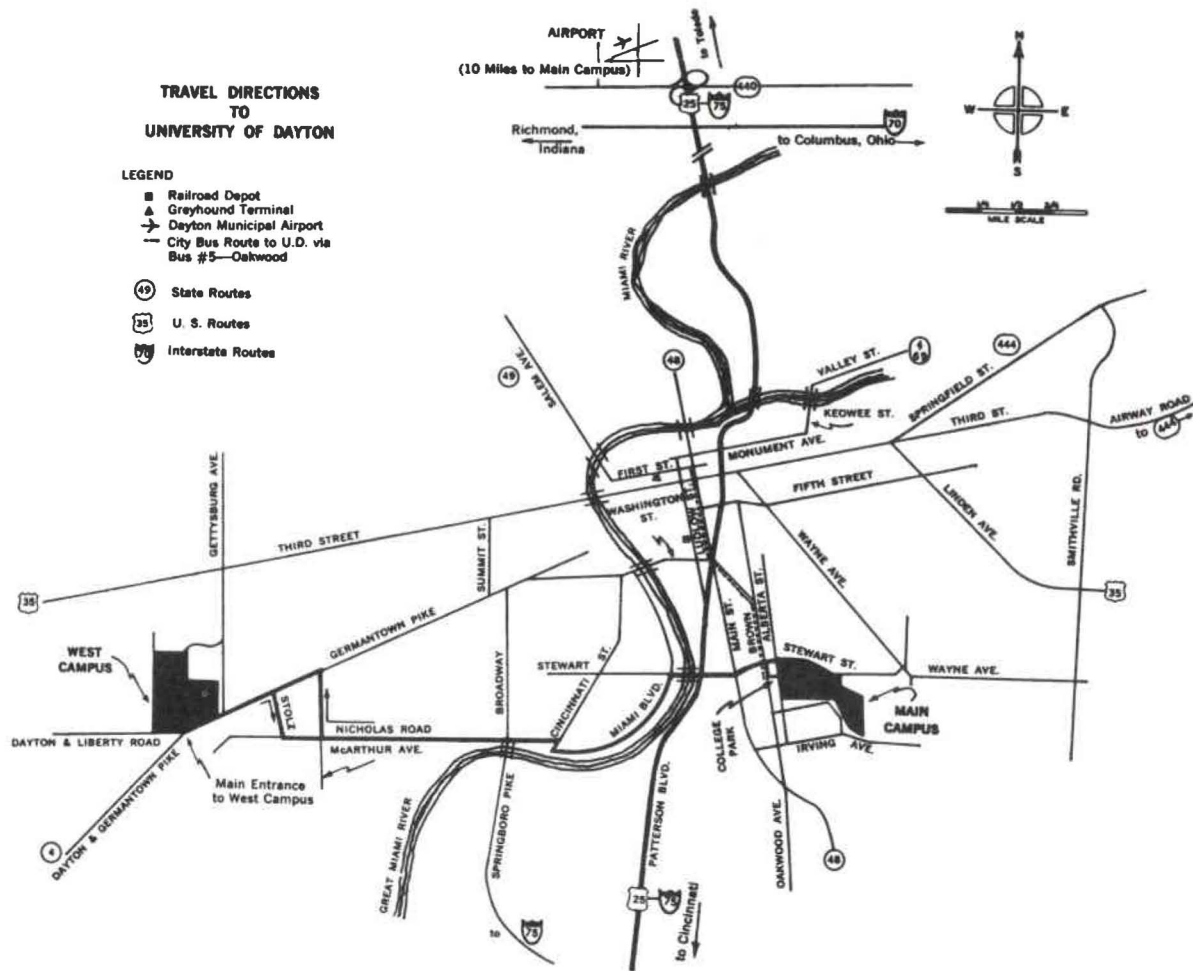 TRAVEL DIRECTIONS
TO
UNIVERSITY OF DAYTON
LEGEND
Railroad Depot
Greyhound Terminal
Dayton Municipal Airport
City Bus Route to U.D. via
Bus #5—Oakwood
49 State Routes
35 U. S. Routes
70 Interstate Routes
AIRPORT
(10 Miles to Main Campus)
to Toledo
440
25
75
70
Richmond,
Indiana
to Columbus, Ohio
N
W
E
S
MILE SCALE
MIAMI RIVER
SALEM AVE.
49
48
VALLEY ST.
4
69
KEOWEE ST.
SPRINGFIELD ST.
444
THIRD ST.
AIRWAY ROAD
to 444
MONUMENT AVE.
FIRST ST.
WASHINGTON
ST.
FIFTH STREET
LUDLOW ST.
LINDEN AVE.
SMITHVILLE RD.
WAYNE AVE.
35
GETTYSBURG AVE.
THIRD STREET
SUMMIT ST.
35
GERMANTOWN PIKE
WEST
CAMPUS
STOLE
NICHOLAS ROAD
McARTHUR AVE.
BROADWAY
STEWART
CINCINNATI ST.
MIAMI BLVD.
MAIN ST.
BROWN
ALBERTA ST.
STEWART ST.
WAYNE AVE.
MAIN
CAMPUS
COLLEGE
PARK
IRVING AVE.
DAYTON & LIBERTY ROAD
Main Entrance
to West Campus
DAYTON & GERMANTOWN PIKE
4
GREAT MIAMI RIVER
SPRINGBORO PIKE
PATTERSON BLVD.
OAKWOOD AVE.
48
25
75
to Cincinnati
to
75